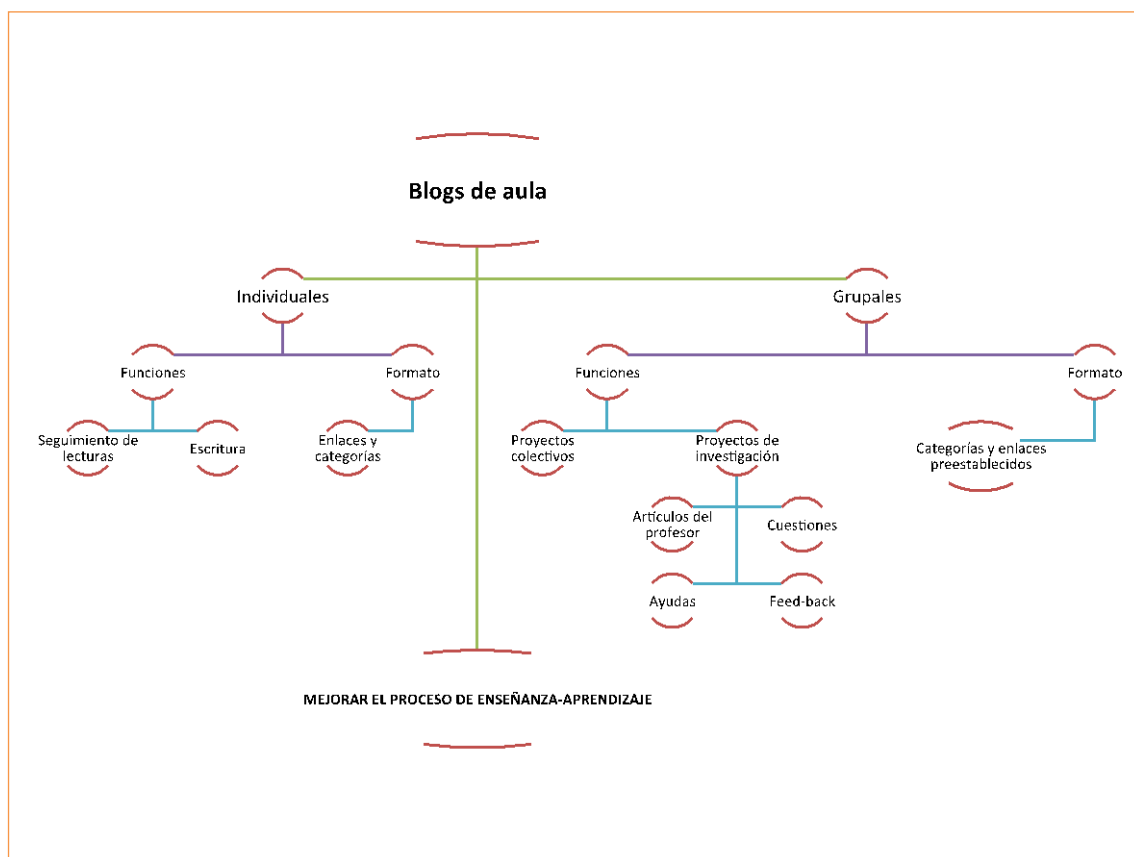 Blogs de aula
Individuales
Grupales
Funciones
Formato
Funciones
Formato
Seguimiento de
lecturas
Escritura
Enlaces y
categorías
Proyectos
colectivos
Proyectos de
investigación
Categorías y enlaces
preestablecidos
Artículos del
profesor
Cuestiones
Ayudas
Feed-back
MEJORAR EL PROCESO DE ENSEÑANZA-APRENDIZAJE